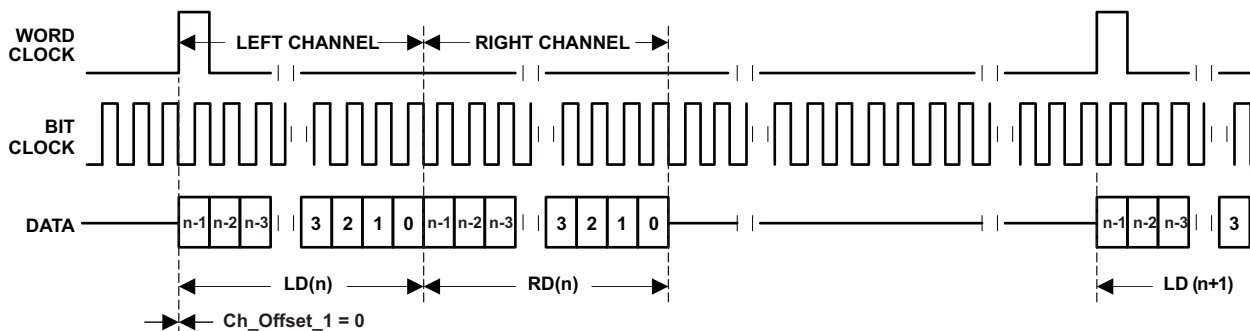 WORD
CLOCK
LEFT CHANNEL
RIGHT CHANNEL
BIT
CLOCK
DATA
n-1 n-2 n-3 3 2 1 0 n-1 n-2 n-3 3 2 1 0 n-1 n-2 n-3 3
LD(n)
RD(n)
LD (n+1)
Ch_Offset_1 = 0